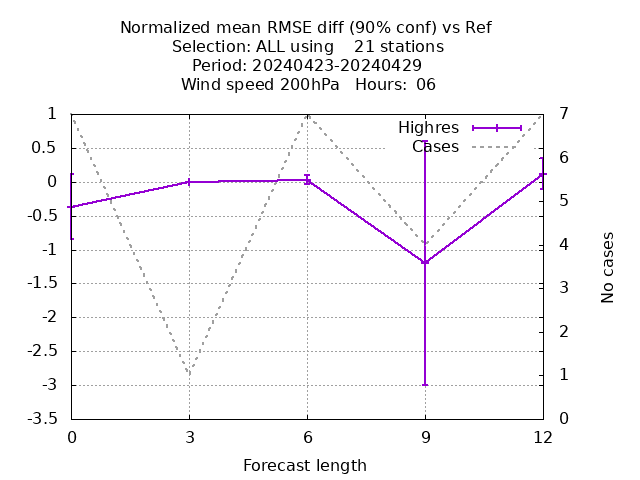 Normalized mean RMSE diff (90% conf) vs Ref
Selection: ALL using    21 stations
Period: 20240423-20240429
Wind speed 200hPa   Hours:  06
Highres
Cases
1
0.5
0
-0.5
-1
-1.5
-2
-2.5
-3
-3.5
7
6
5
4
3
2
1
0
No cases
0 3 6 9 12
Forecast length